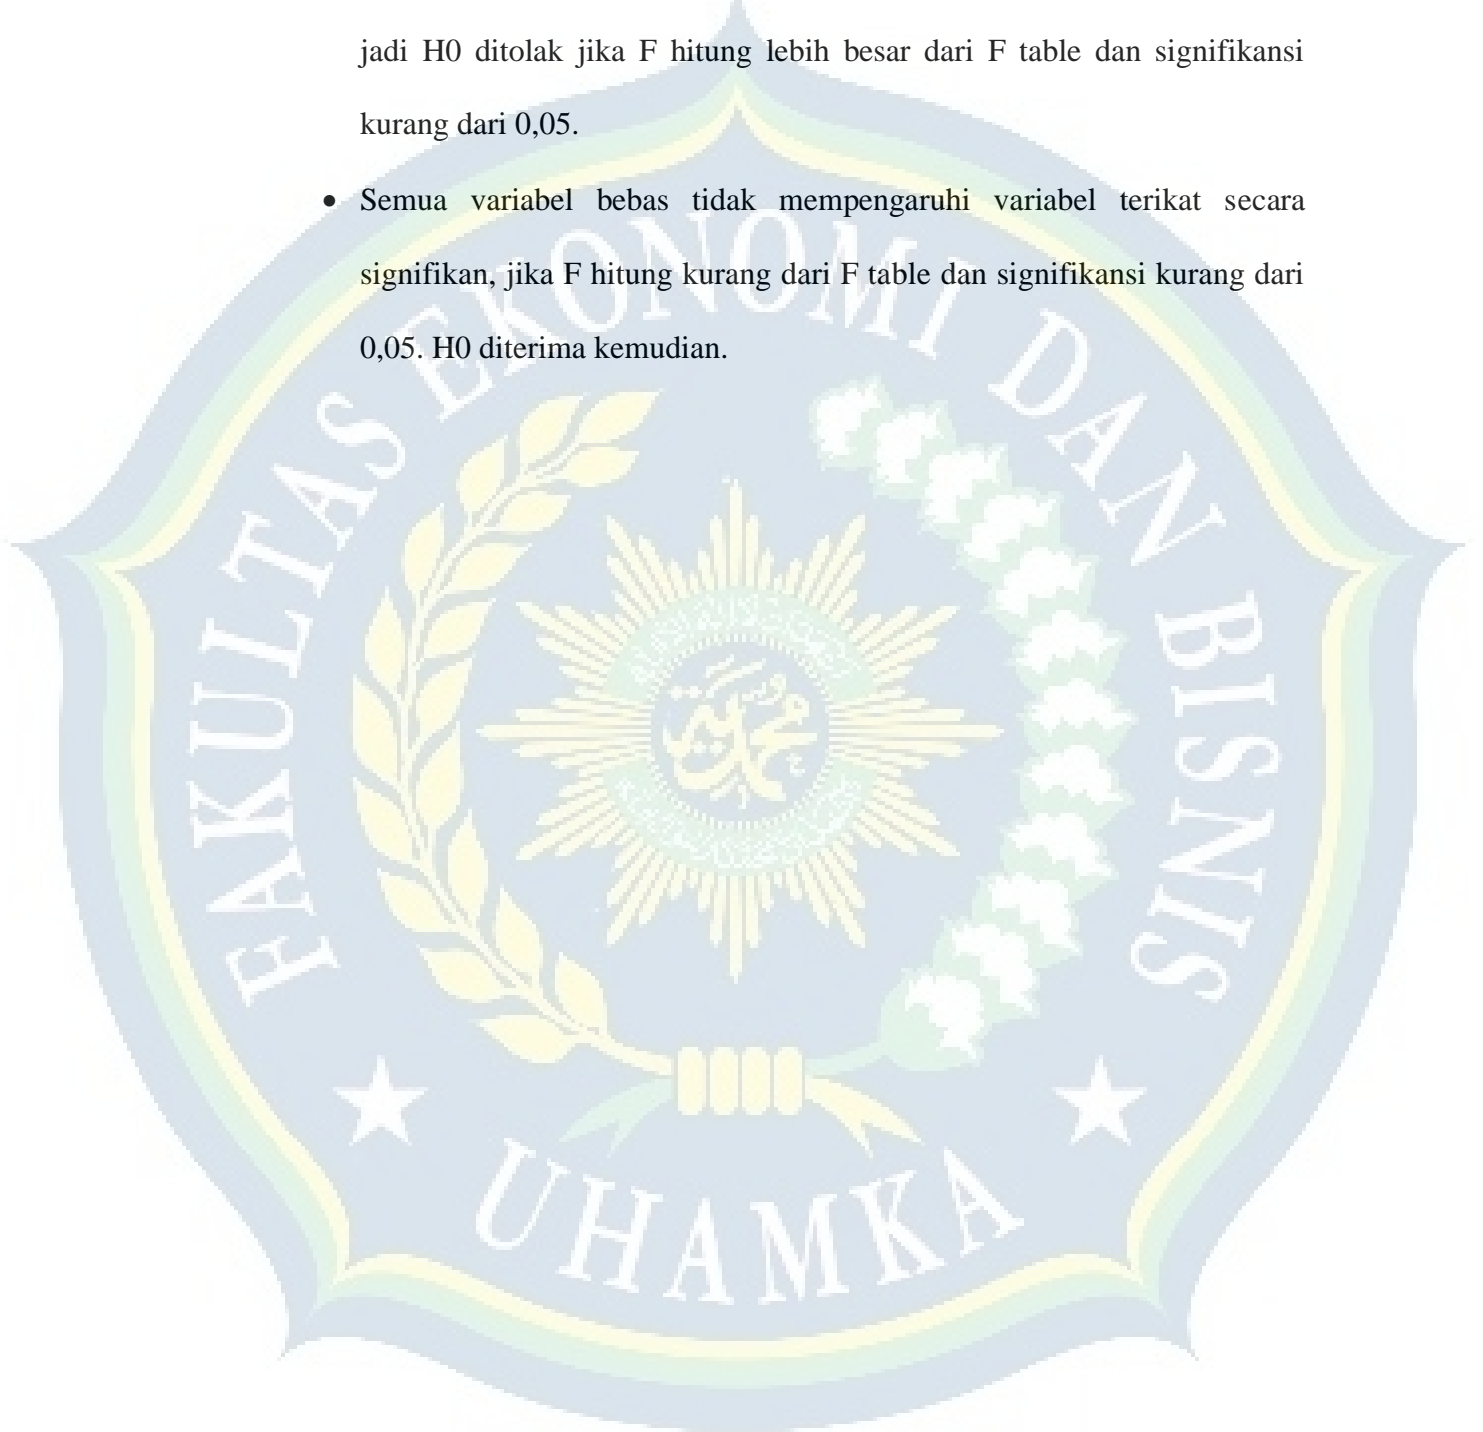 jadi H0 ditolak jika F hitung lebih besar dari F table dan signifikansi
kurang dari 0,05.
• Semua variabel bebas tidak mempengaruhi variabel terikat secara
signifikan, jika F hitung kurang dari F table dan signifikansi kurang dari
0,05. H0 diterima kemudian.
FAKULTAS EKONOMI DAN BISNIS
UHAMKA